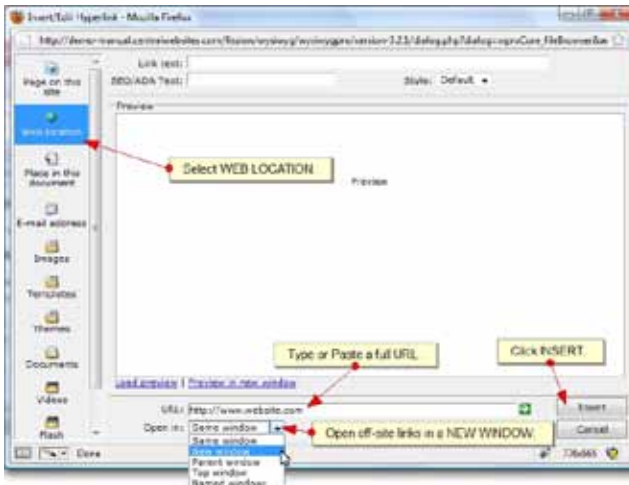 Insert/Edit Hyperlink - Mozilla Firefox
Link text:
SEO/ADA Text:
Style: Default
Page on this
site
Preview
Web location
Select WEB LOCATION.
Place in this
document
Preview
E-mail address
Images
Templates
Themes
Documents
Type or Paste a full URL
Click INSERT.
Load preview | Preview in new window
Videos
URL: http://www.website.com
Insert
Open in: Same window
Open off-site links in a NEW WINDOW.
Cancel
Flash
Same window
New window
Done
Parent window
Top window
Named windows